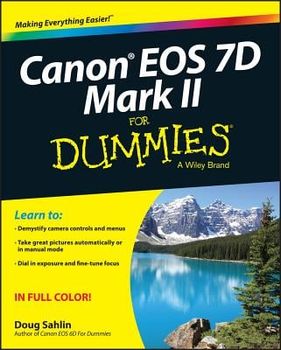 Making Everything Easier!™
Canon® EOS 7D
Mark II
FOR
DUMMIES®
A Wiley Brand
Learn to:
• Demystify camera controls and menus
• Take great pictures automatically or
in manual mode
• Dial in exposure and fine-tune focus
IN FULL COLOR!
Doug Sahlin
Author of Canon EOS 6D For Dummies